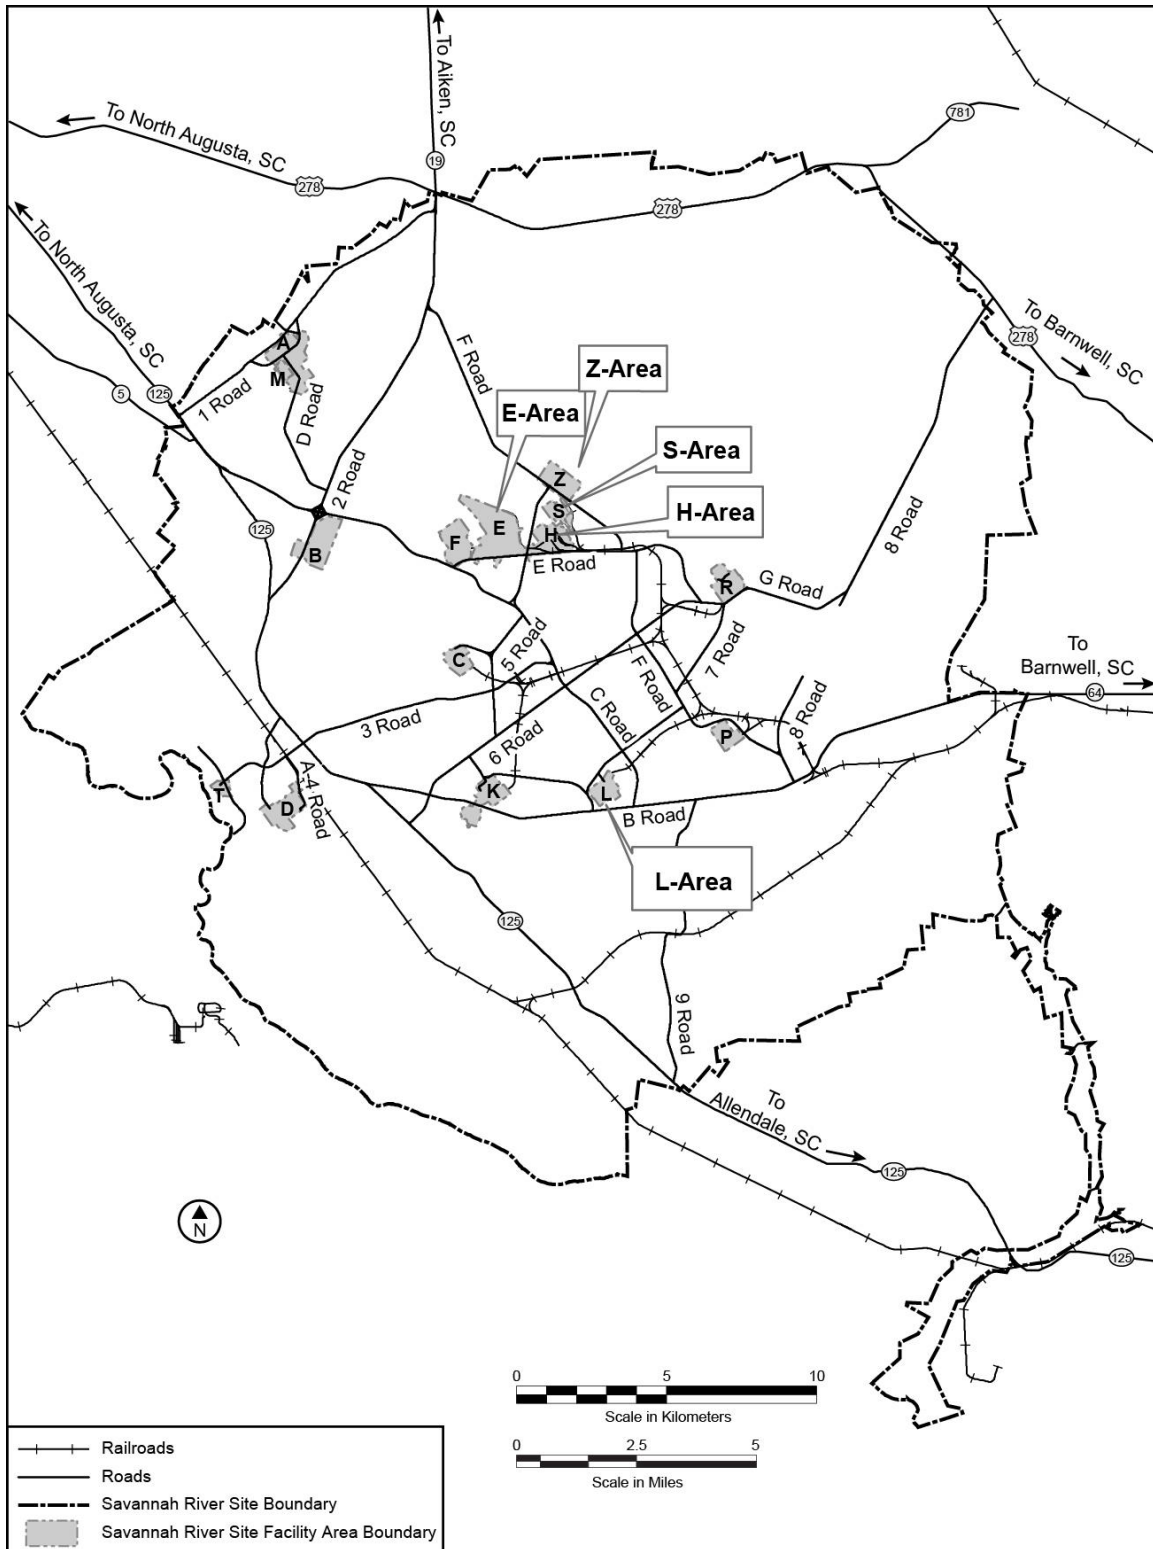 To Aiken, SC
To North Augusta, SC
781
19
278
278
To North Augusta, SC
To Barnwell, SC
278
A
M
5
125
1 Road
D Road
F Road
Z-Area
E-Area
S-Area
H-Area
2 Road
Z
S
H
E
F
B
125
E Road
8 Road
R
G Road
C
5 Road
7 Road
F Road
To
Barnwell, SC
64
3 Road
C Road
8 Road
6 Road
P
T
D
A-4 Road
K
L
B Road
L-Area
125
9 Road
To
Allendale, SC
125
125
N
0 5 10
Scale in Kilometers
0 2.5 5
Scale in Miles
Railroads
Roads
Savannah River Site Boundary
Savannah River Site Facility Area Boundary